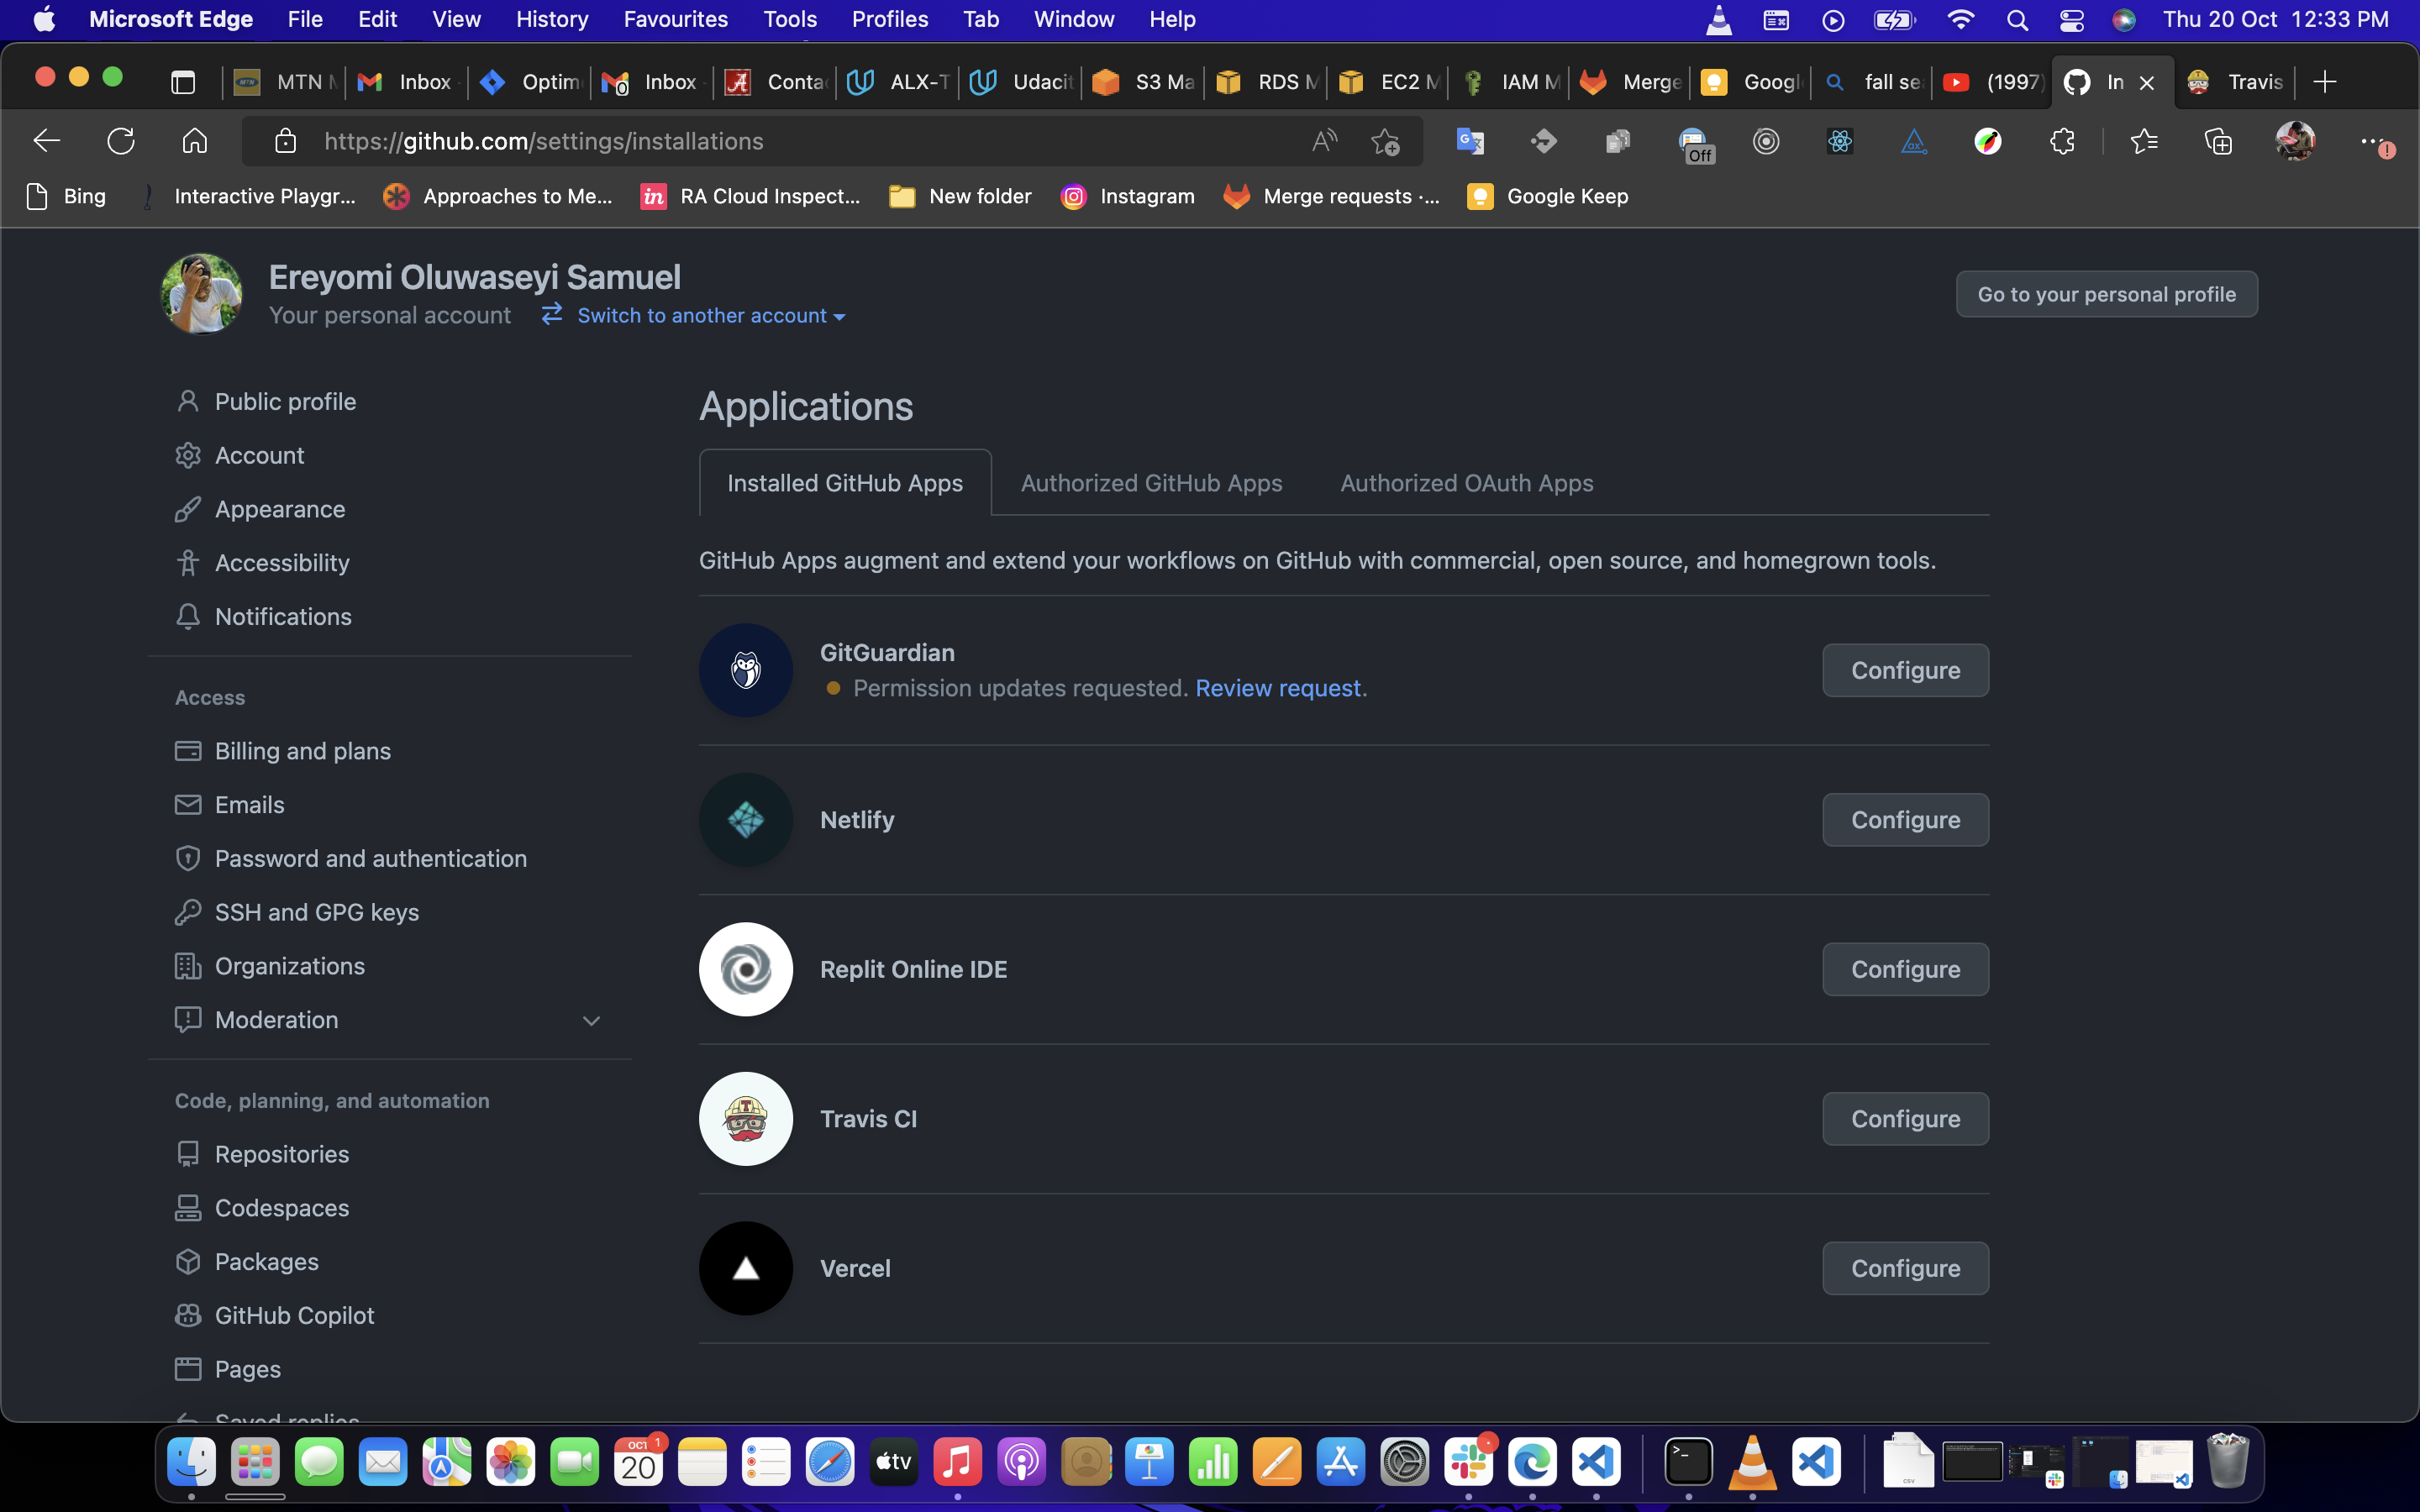 Microsoft Edge File Edit View History Favourites Tools Profiles Tab Window Help Thu 20 Oct 12:33 PM
MTN Inbox Optim Inbox Conta ALX-T Udacit S3 Ma RDS M EC2 M IAM M Merge Googl fall se (1997) In Travis
https://github.com/settings/installations
Off
Bing Interactive Playgr... Approaches to Me... in RA Cloud Inspect... New folder Instagram Merge requests ·... Google Keep
Ereyomi Oluwaseyi Samuel
Your personal account Switch to another account
Go to your personal profile
Public profile
Account
Appearance
Accessibility
Notifications
Access
Billing and plans
Emails
Password and authentication
SSH and GPG keys
Organizations
Moderation
Code, planning, and automation
Repositories
Codespaces
Packages
GitHub Copilot
Pages
Saved replies
Applications
Installed GitHub Apps Authorized GitHub Apps Authorized OAuth Apps
GitHub Apps augment and extend your workflows on GitHub with commercial, open source, and homegrown tools.
GitGuardian
Permission updates requested. Review request.
Configure
Netlify
Configure
Replit Online IDE
Configure
Travis CI
Configure
Vercel
Configure
OCT 1
20
tv
CSV